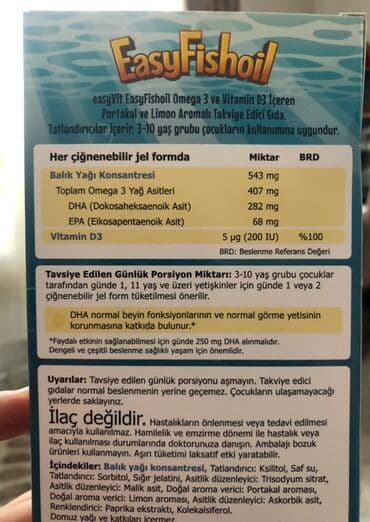 EasyFishoil
easyVit EasyFishoil Omega 3 ve Vitamin D3 İçeren
Portakal ve Limon Aromalı Takviye Edici Gıda.
Tatlandırıcılar içerir. 3-10 yaş grubu çocukların kullanımına uygundur.
Her çiğnenebilir jel formda Miktar BRD
Balık Yağı Konsantresi 543 mg
Toplam Omega 3 Yağ Asitleri 407 mg
DHA (Dokosaheksaenoik Asit) 282 mg
EPA (Eikosapentaenoik Asit) 68 mg
Vitamin D3 5 µg (200 IU) %100
BRD: Beslenme Referans Değeri
Tavsiye Edilen Günlük Porsiyon Miktarı: 3-10 yaş grubu çocuklar
tarafından günde 1, 11 yaş ve üzeri yetişkinler için günde 1 veya 2
çiğnenebilir jel form tüketilmesi önerilir.
DHA normal beyin fonksiyonlarının ve normal görme yetisinin
korunmasına katkıda bulunur.*
*Faydalı etkinin sağlanabilmesi için günde 250 mg DHA alınmalıdır.
Dengeli ve çeşitli beslenme sağlıklı yaşam için önemlidir.
Uyarılar: Tavsiye edilen günlük porsiyonu aşmayın. Takviye edici
gıdalar normal beslenmenin yerine geçemez. Çocukların ulaşamayacağı
yerlerde saklayınız.
İlaç değildir. Hastalıkların önlenmesi veya tedavi edilmesi
amacıyla kullanılmaz. Hamilelik ve emzirme dönemi ile hastalık veya
ilaç kullanılması durumlarında doktorunuza danışın. Ambalajı bozuk
ürünleri kullanmayın. Aşırı tüketimi laksatif etki yaratabilir.
İçindekiler: Balık yağı konsantresi, Tatlandırıcı: Ksilitol, Saf su,
Tatlandırıcı: Sorbitol, Sığır jelatini, Asitlik düzenleyici: Trisodyum sitrat,
Asitlik düzenleyici: Malik asit, Doğal aroma verici: Portakal aroması,
Doğal aroma verici: Limon aroması, Asitlik düzenleyici: Askorbik asit,
Renklendirici: Paprika ekstraktı, Kolekalsiferol.
Domuz yağı ve katkıları içermez.